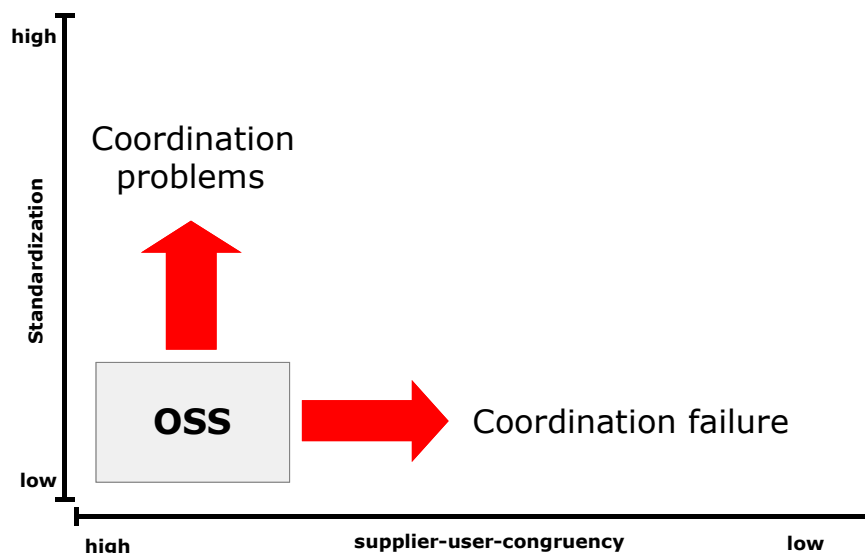 high
Coordination
problems
Standardization
OSS
Coordination failure
low
high
supplier-user-congruency
low